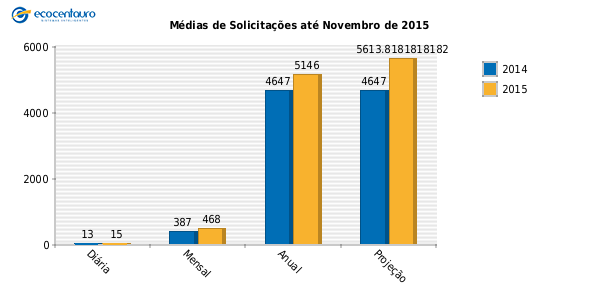 ecocentauro
Médias de Solicitações até Novembro de 2015
6000
4000
2000
0
13
15
387
468
4647
5146
4647
5613.8181818182
Diária
Mensal
Anual
Projeção
2014
2015